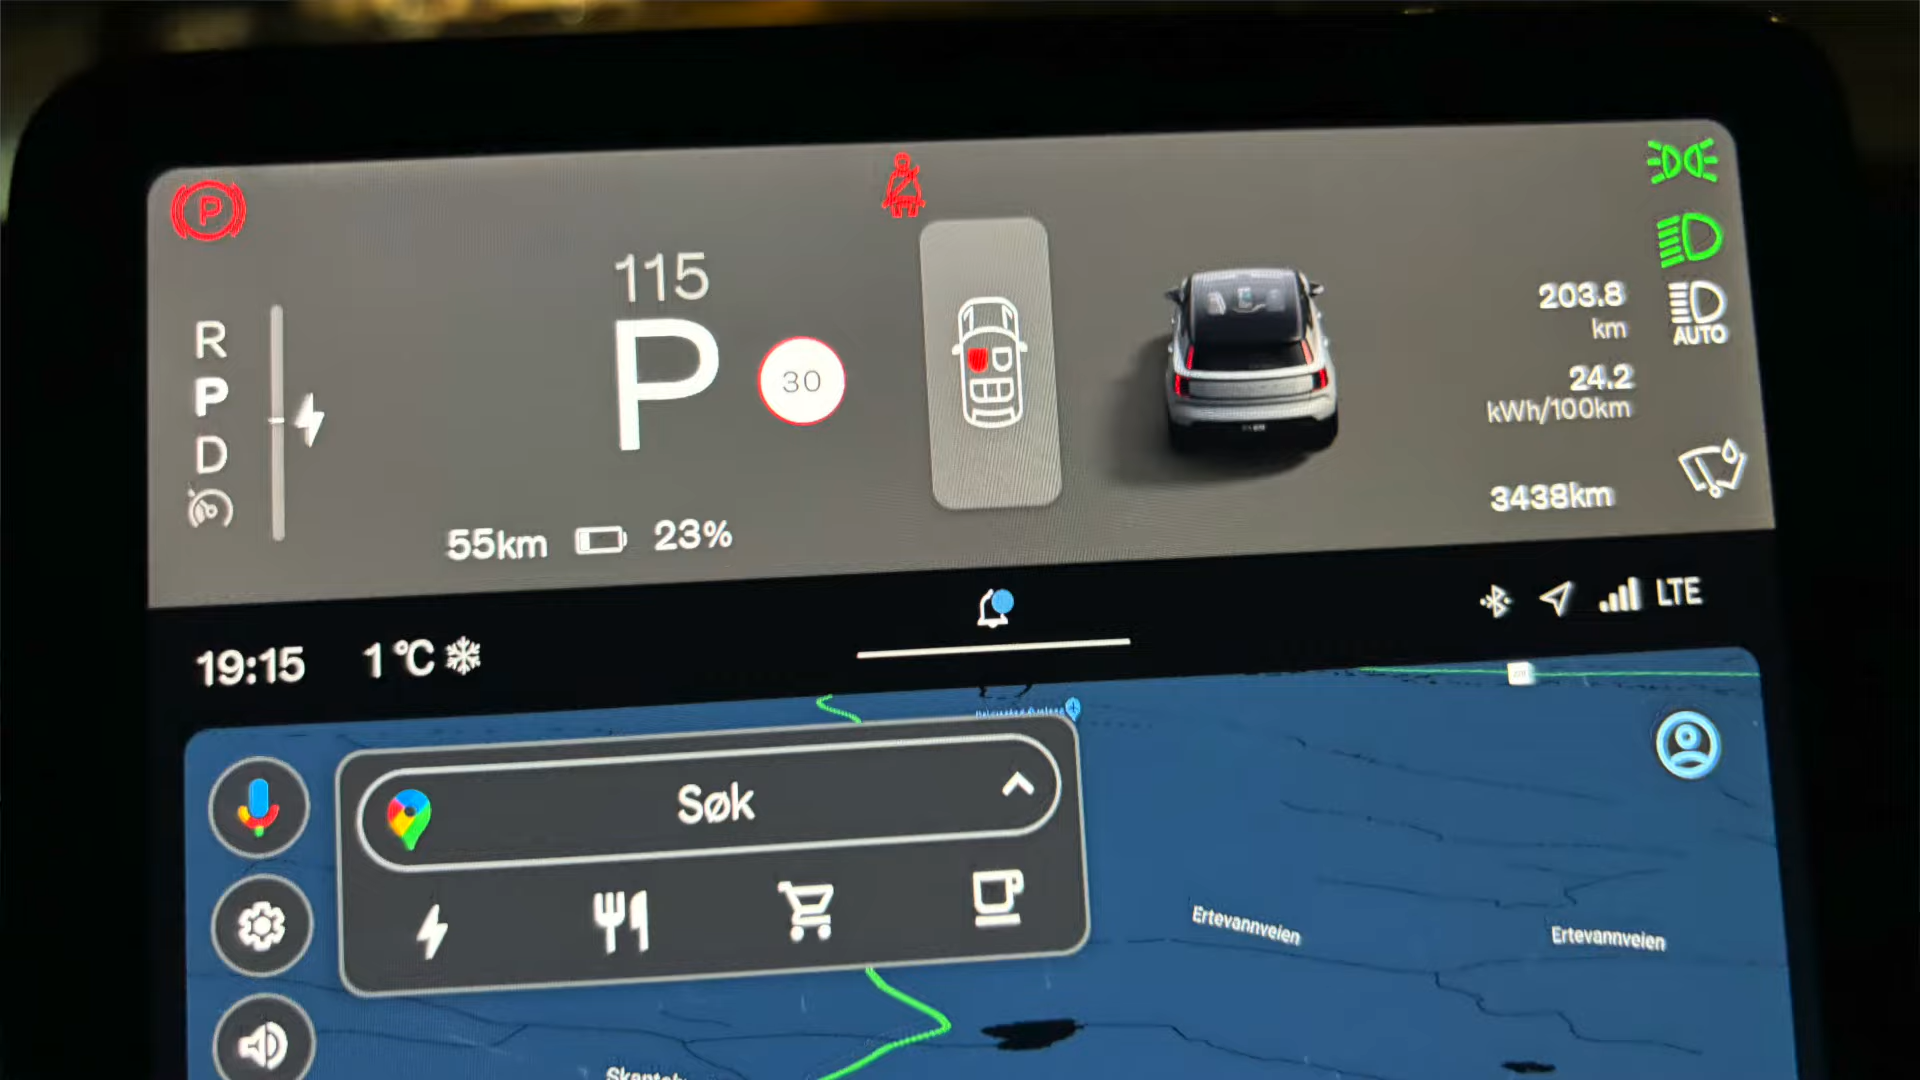 P
115
R
P
D
P
30
203.8
km
AUTO
24.2
kWh/100km
3438km
55km
23%
19:15
1°C
LTE
Søk
Ertevannveien
Ertevannveien